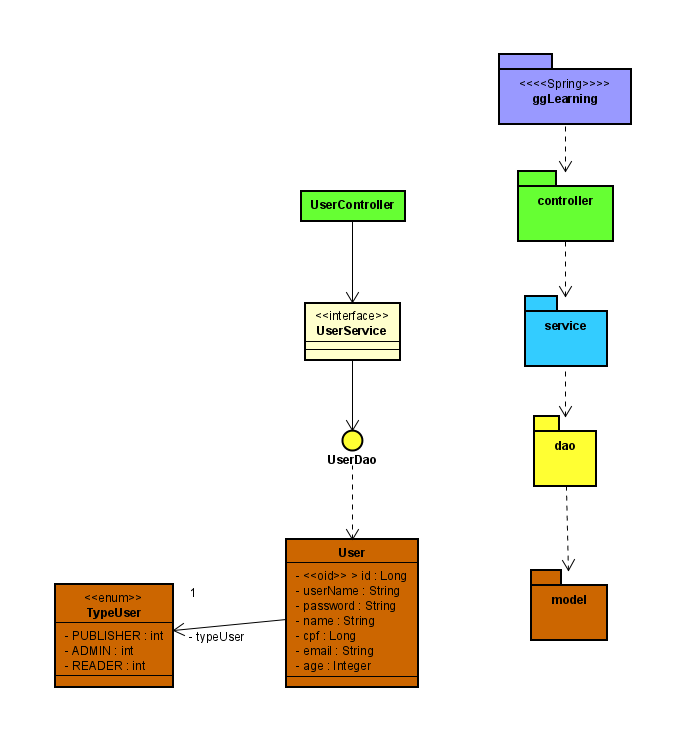 <<<<Spring>>>>
ggLearning
controller
service
dao
model
UserController
<<interface>>
UserService
UserDao
User
- <<oid>> > id : Long
- userName : String
- password : String
- name : String
- cpf : Long
- email : String
- age : Integer
1
- typeUser
<<enum>>
TypeUser
- PUBLISHER : int
- ADMIN : int
- READER : int